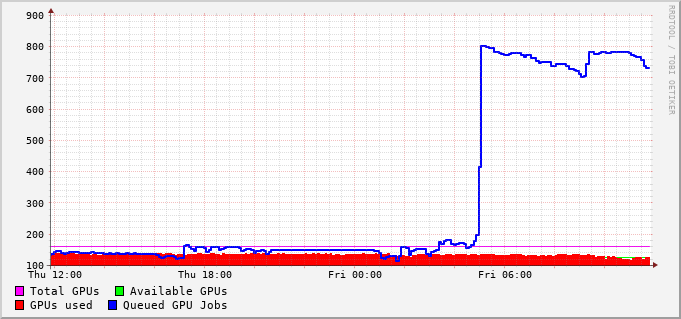 900
800
700
600
500
400
300
200
100
Thu 12:00 Thu 18:00 Fri 00:00 Fri 06:00
Total GPUs Available GPUs
GPUs used Queued GPU Jobs
RRDTOOL / TOBI OETIKER